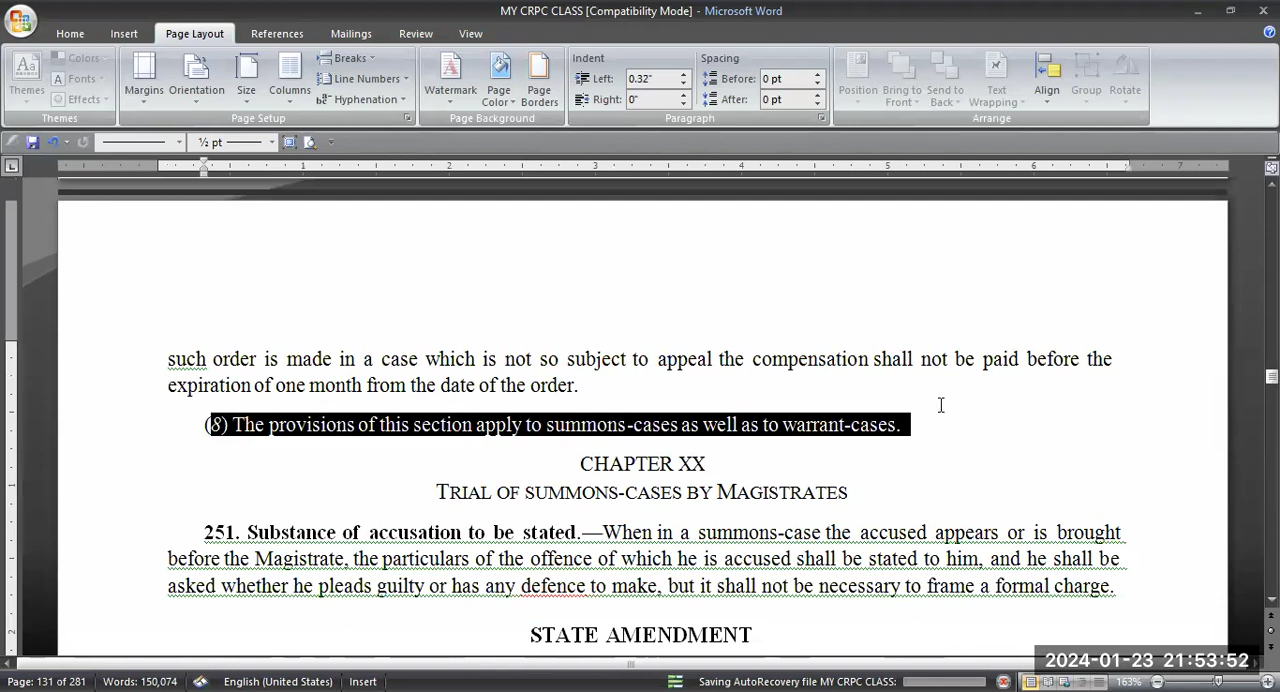 MY CRPC CLASS [Compatibility Mode] - Microsoft Word
Home Insert Page Layout References Mailings Review View
Themes
Colors
Fonts
Effects
Themes
Margins Orientation Size Columns
Breaks
Line Numbers
Hyphenation
Page Setup
Watermark Page Color Page Borders
Page Background
Indent
Left: 0.32"
Right: 0"
Spacing
Before: 0 pt
After: 0 pt
Paragraph
Position Bring to Front Send to Back Text Wrapping Align Group Rotate
Arrange
½ pt
1 2 3 4 5 6 7
such order is made in a case which is not so subject to appeal the compensation shall not be paid before the
expiration of one month from the date of the order.
(8) The provisions of this section apply to summons-cases as well as to warrant-cases.
CHAPTER XX
TRIAL OF SUMMONS-CASES BY MAGISTRATES
251. Substance of accusation to be stated.—When in a summons-case the accused appears or is brought
before the Magistrate, the particulars of the offence of which he is accused shall be stated to him, and he shall be
asked whether he pleads guilty or has any defence to make, but it shall not be necessary to frame a formal charge.
STATE AMENDMENT
2024-01-23 21:53:52
Page: 131 of 281 Words: 150,074 English (United States) Insert Saving AutoRecovery file MY CRPC CLASS: 163%